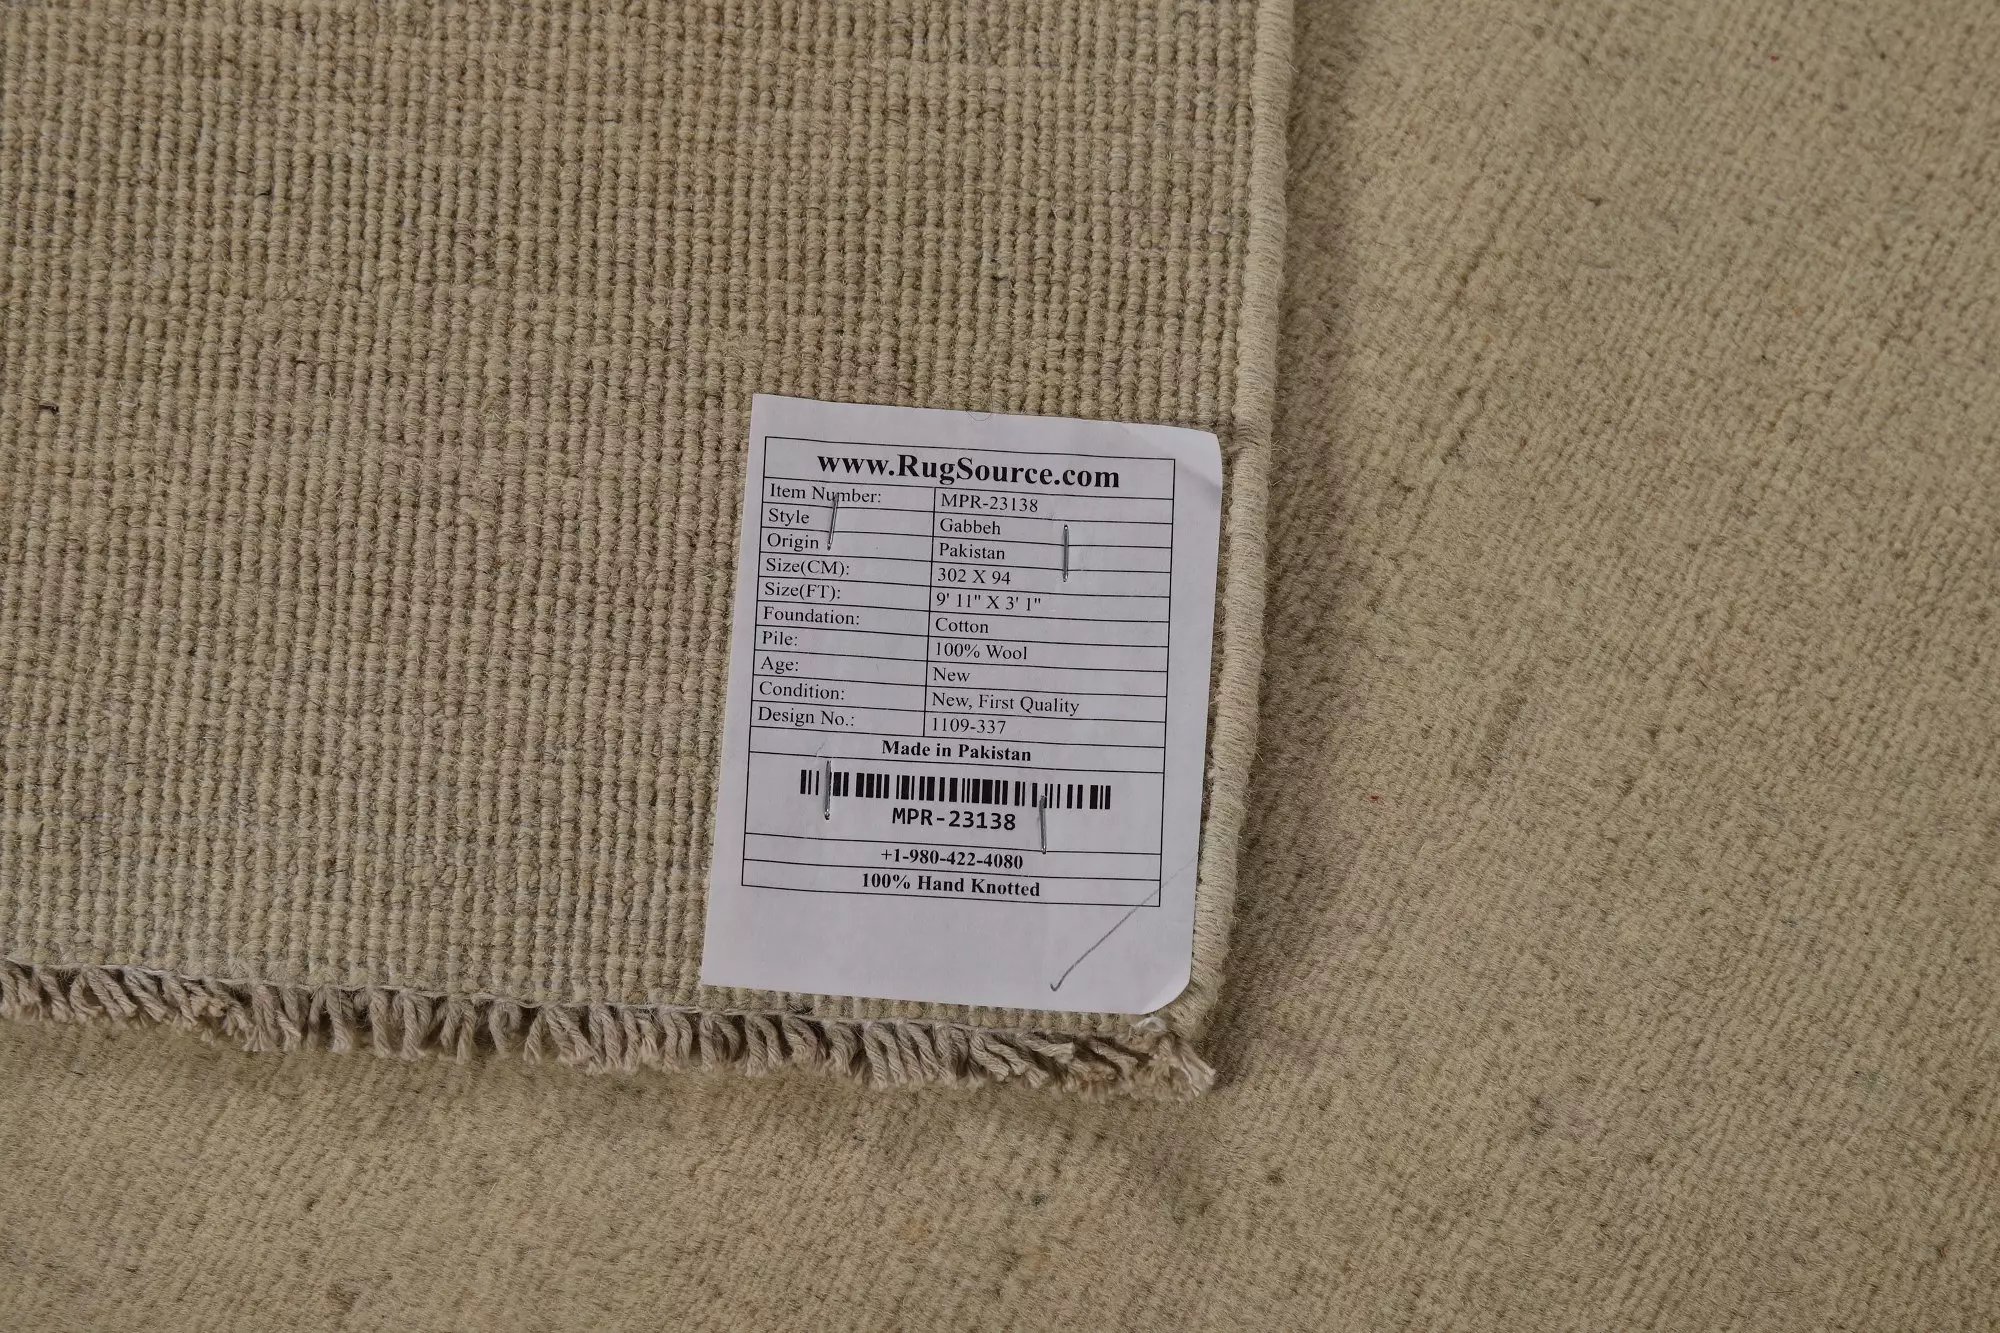 www.RugSource.com
Item Number: MPR-23138
Style Gabbeh
Origin Pakistan
Size(CM): 302 X 94
Size(FT): 9' 11" X 3' 1"
Foundation: Cotton
Pile: 100% Wool
Age: New
Condition: New, First Quality
Design No.: 1109-337
Made in Pakistan
MPR-23138
+1-980-422-4080
100% Hand Knotted